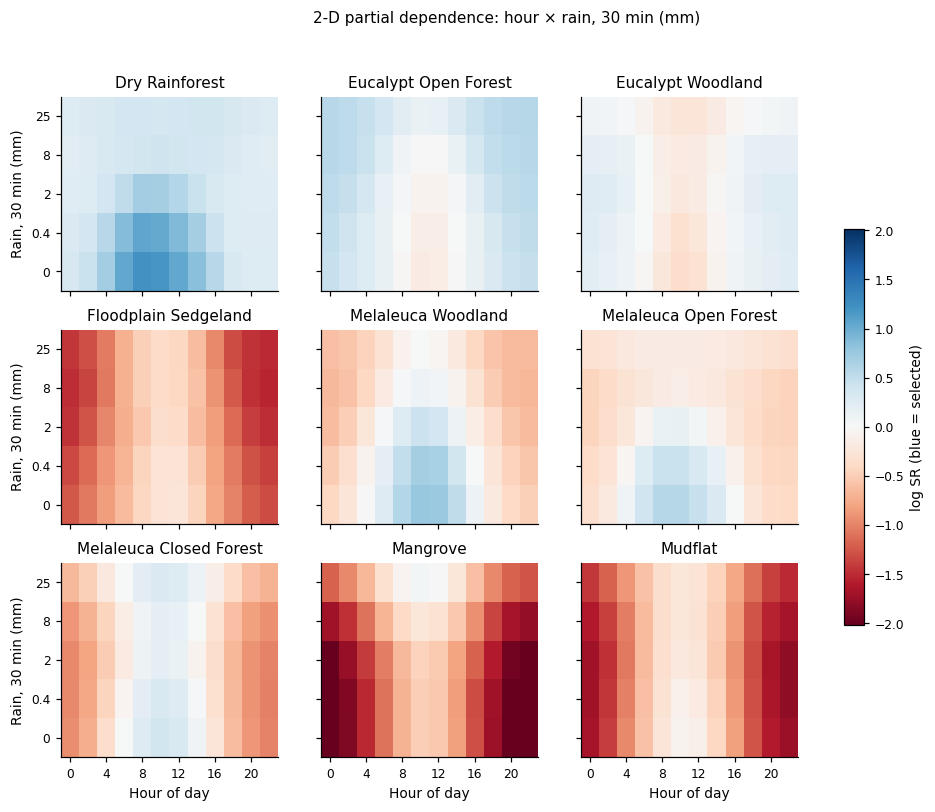 2-D partial dependence: hour × rain, 30 min (mm)
Dry Rainforest
Eucalypt Open Forest
Eucalypt Woodland
Rain, 30 min (mm)
25
8
2
0.4
0
Floodplain Sedgeland
Melaleuca Woodland
Melaleuca Open Forest
Rain, 30 min (mm)
25
8
2
0.4
0
Melaleuca Closed Forest
Mangrove
Mudflat
Rain, 30 min (mm)
25
8
2
0.4
0
0 4 8 12 16 20
0 4 8 12 16 20
0 4 8 12 16 20
Hour of day
Hour of day
Hour of day
2.0
1.5
1.0
0.5
0.0
−0.5
−1.0
−1.5
−2.0
log SR (blue = selected)